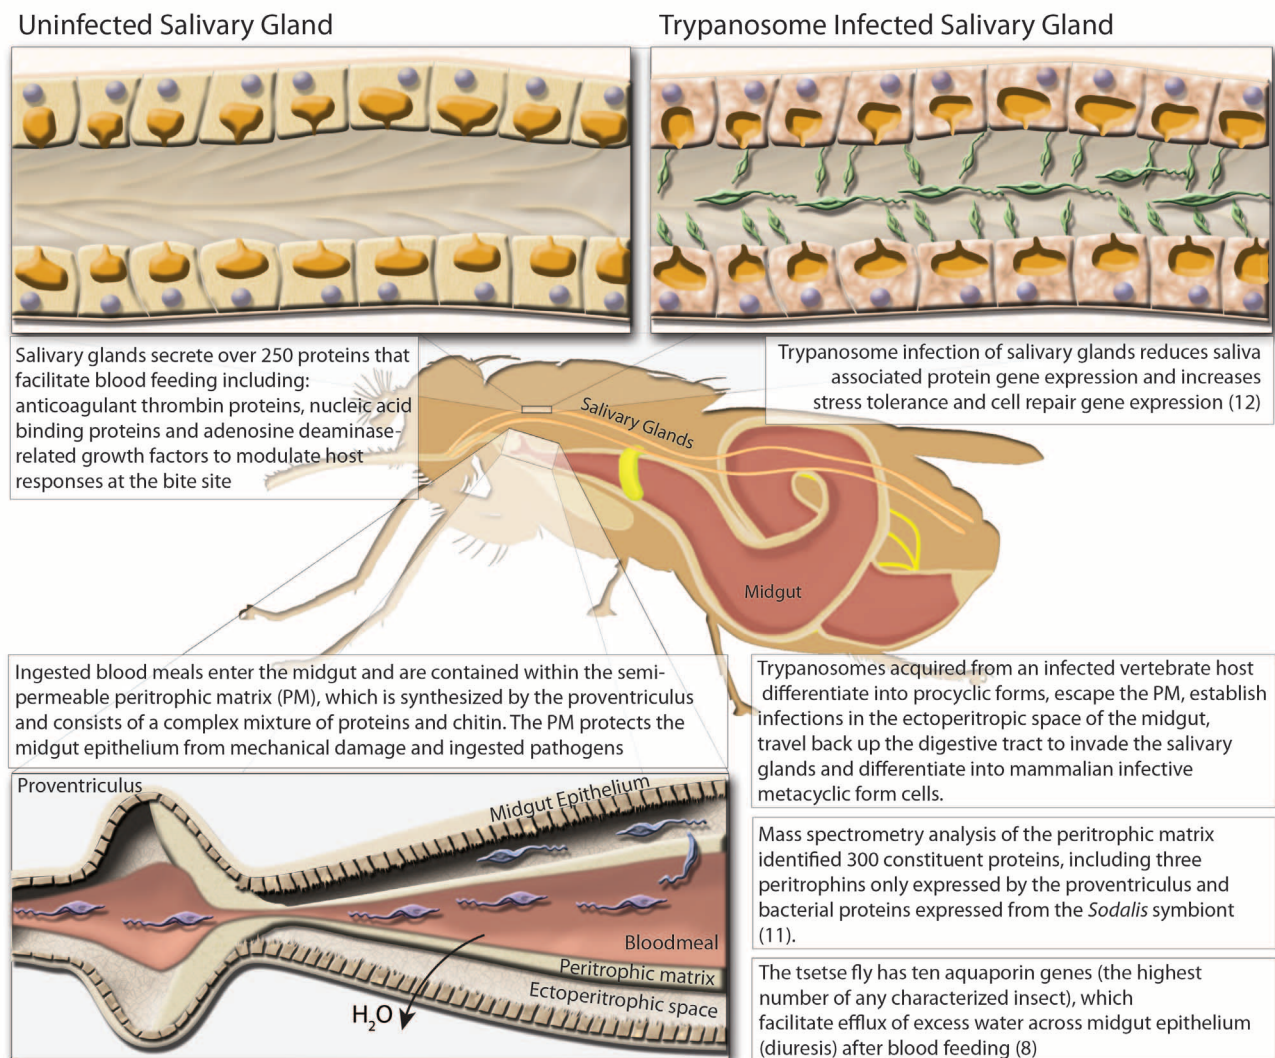 Uninfected Salivary Gland
Trypanosome Infected Salivary Gland
Salivary glands secrete over 250 proteins that
facilitate blood feeding including:
anticoagulant thrombin proteins, nucleic acid
binding proteins and adenosine deaminase-
related growth factors to modulate host
responses at the bite site
Trypanosome infection of salivary glands reduces saliva
associated protein gene expression and increases
stress tolerance and cell repair gene expression (12)
Salivary Glands
Midgut
Ingested blood meals enter the midgut and are contained within the semi-
permeable peritrophic matrix (PM), which is synthesized by the proventriculus
and consists of a complex mixture of proteins and chitin. The PM protects the
midgut epithelium from mechanical damage and ingested pathogens
Proventriculus
Midgut Epithelium
Bloodmeal
Peritrophic matrix
Ectoperitrophic space
H₂O
Trypanosomes acquired from an infected vertebrate host
differentiate into procyclic forms, escape the PM, establish
infections in the ectoperitropic space of the midgut,
travel back up the digestive tract to invade the salivary
glands and differentiate into mammalian infective
metacyclic form cells.
Mass spectrometry analysis of the peritrophic matrix
identified 300 constituent proteins, including three
peritrophins only expressed by the proventriculus and
bacterial proteins expressed from the Sodalis symbiont
(11).
The tsetse fly has ten aquaporin genes (the highest
number of any characterized insect), which
facilitate efflux of excess water across midgut epithelium
(diuresis) after blood feeding (8)